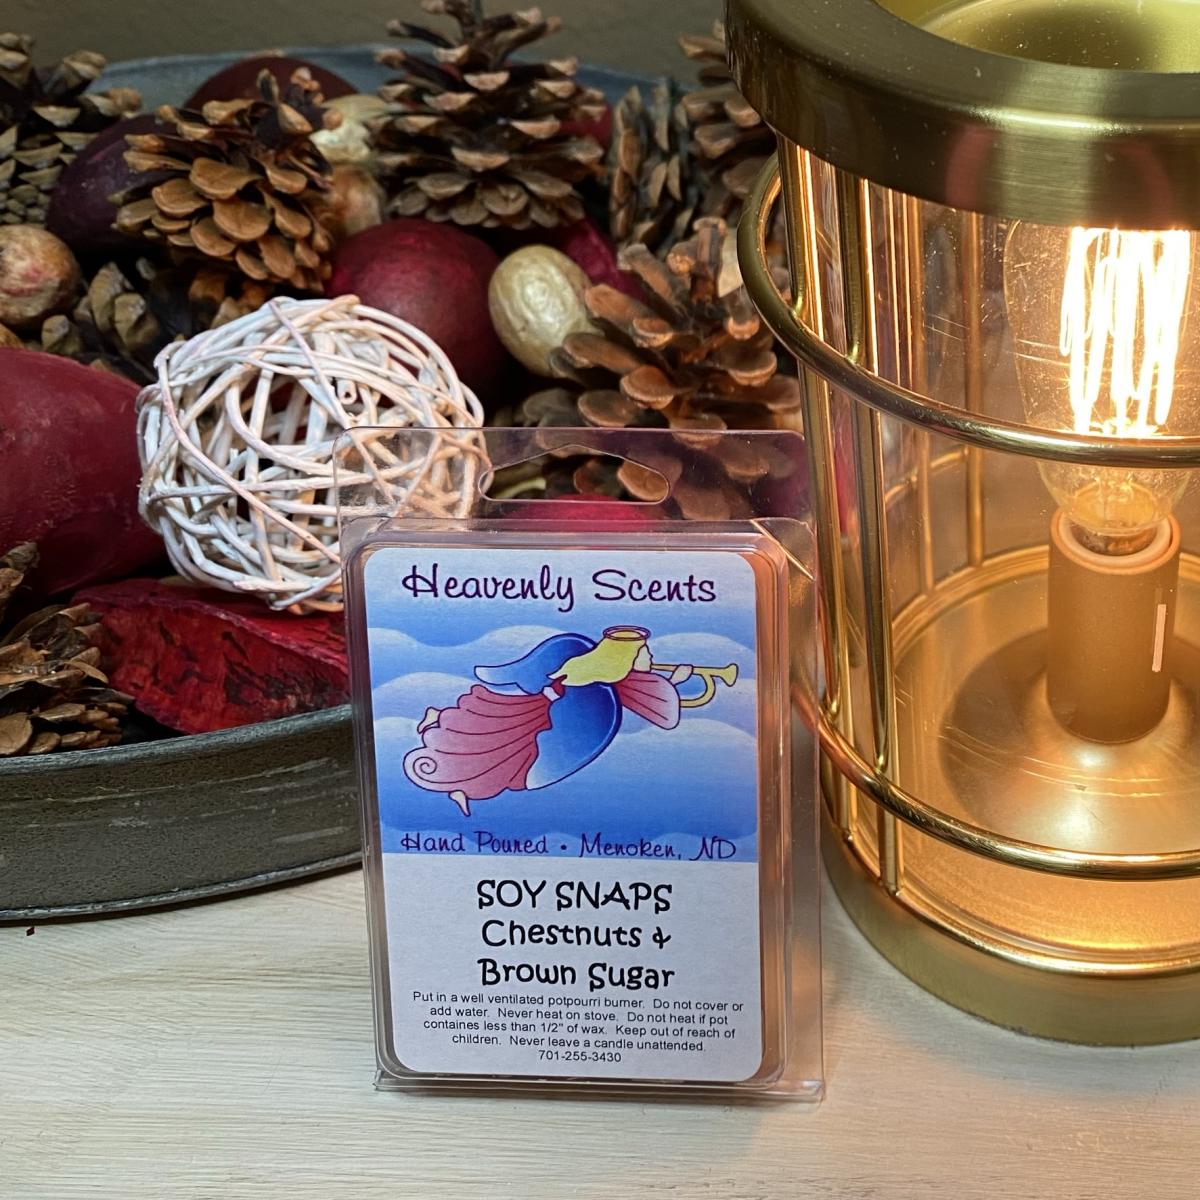 Heavenly Scents
Hand Poured • Menoken, ND
SOY SNAPS
Chestnuts &
Brown Sugar
Put in a well ventilated potpourri burner. Do not cover or
add water. Never heat on stove. Do not heat if pot
containes less than 1/2" of wax. Keep out of reach of
children. Never leave a candle unattended.
701-255-3430